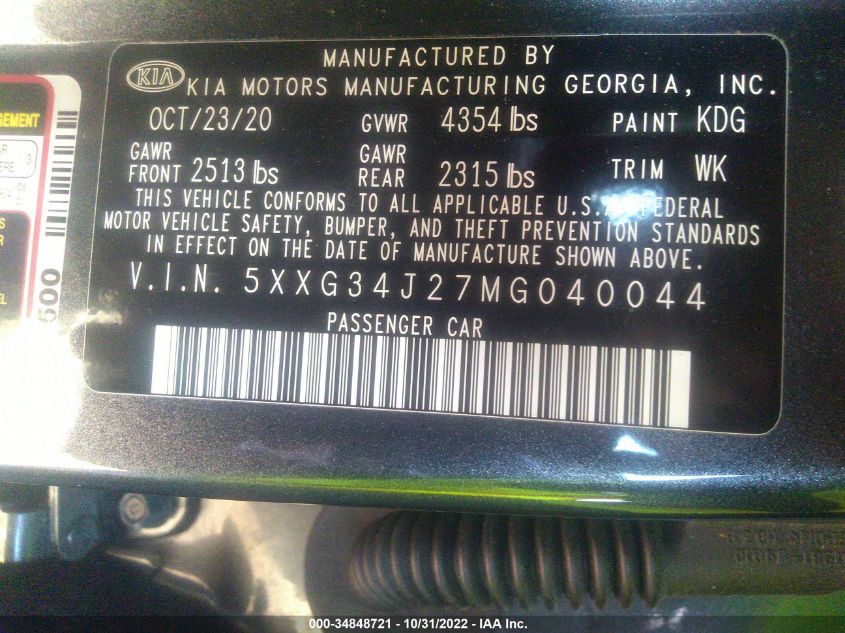 MANUFACTURED BY
KIA KIA MOTORS MANUFACTURING GEORGIA, INC.
OCT/23/20 GVWR 4354 lbs PAINT KDG
GAWR FRONT 2513 lbs GAWR REAR 2315 lbs TRIM WK
THIS VEHICLE CONFORMS TO ALL APPLICABLE U.S.A. FEDERAL
MOTOR VEHICLE SAFETY, BUMPER, AND THEFT PREVENTION STANDARDS
IN EFFECT ON THE DATE OF MANUFACTURE SHOWN ABOVE.
V.I.N. 5XXG34J27MG040044
PASSENGER CAR
500
000-34848721 - 10/31/2022 - IAA Inc.